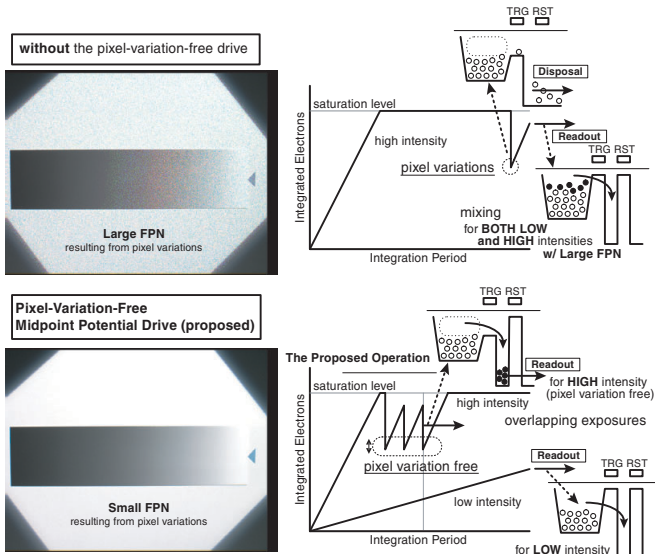 without the pixel-variation-free drive
Large FPN
resulting from pixel variations
TRG RST
Disposal
saturation level
high intensity
pixel variations
Readout
TRG RST
mixing
for BOTH LOW
and HIGH intensities
w/ Large FPN
Integrated Electrons
Integration Period
Pixel-Variation-Free
Midpoint Potential Drive (proposed)
Small FPN
resulting from pixel variations
TRG RST
The Proposed Operation
Readout
for HIGH intensity
(pixel variation free)
saturation level
high intensity
overlapping exposures
pixel variation free
Readout
TRG RST
low intensity
Integrated Electrons
Integration Period
for LOW intensity